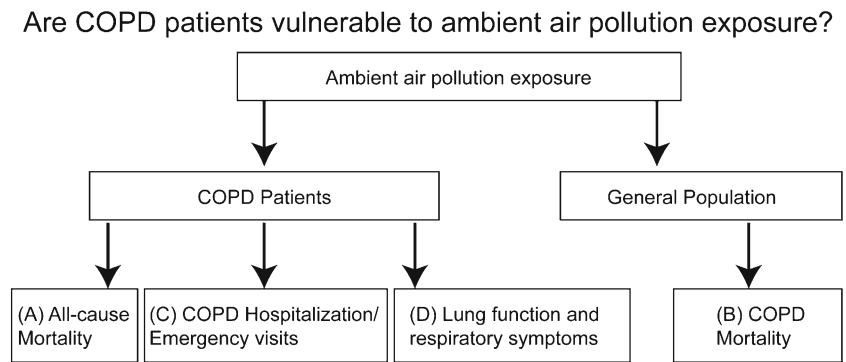 Are COPD patients vulnerable to ambient air pollution exposure?
Ambient air pollution exposure
COPD Patients
General Population
(A) All-cause
Mortality
(C) COPD Hospitalization/
Emergency visits
(D) Lung function and
respiratory symptoms
(B) COPD
Mortality